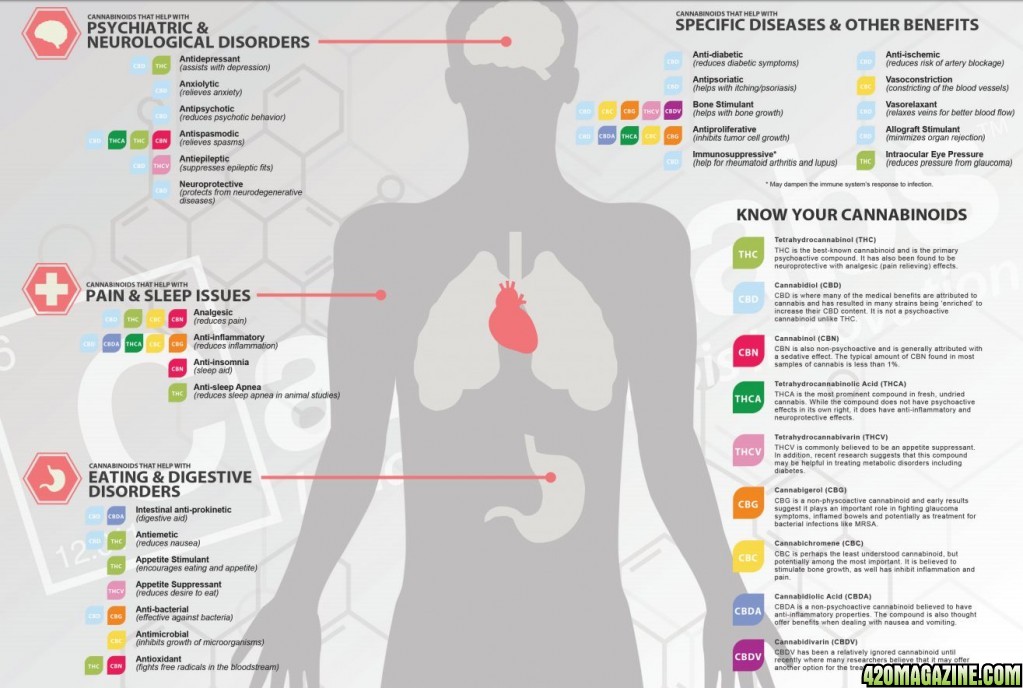 CANNABINOIDS THAT HELP WITH
PSYCHIATRIC &
NEUROLOGICAL DISORDERS
CBD THC Antidepressant
(assists with depression)
CBD Anxiolytic
(relieves anxiety)
CBD Antipsychotic
(reduces psychotic behavior)
CBD THCA THC CBN Antispasmodic
(relieves spasms)
CBD THCV Antiepileptic
(suppresses epileptic fits)
CBD Neuroprotective
(protects from neurodegenerative
diseases)
CANNABINOIDS THAT HELP WITH
PAIN & SLEEP ISSUES
CBD THC CBC CBN Analgesic
(reduces pain)
CBD CBDA THCA CBC CBG Anti-inflammatory
(reduces inflammation)
CBN Anti-insomnia
(sleep aid)
THC Anti-sleep Apnea
(reduces sleep apnea in animal studies)
CANNABINOIDS THAT HELP WITH
EATING & DIGESTIVE
DISORDERS
CBD CBDA Intestinal anti-prokinetic
(digestive aid)
CBD THC Antiemetic
(reduces nausea)
THC Appetite Stimulant
(encourages eating and appetite)
THCV Appetite Suppressant
(reduces desire to eat)
CBD CBG Anti-bacterial
(effective against bacteria)
CBC Antimicrobial
(inhibits growth of microorganisms)
THC CBN Antioxidant
(fights free radicals in the bloodstream)
CANNABINOIDS THAT HELP WITH
SPECIFIC DISEASES & OTHER BENEFITS
CBD Anti-diabetic
(reduces diabetic symptoms)
CBD Antipsoriatic
(helps with itching/psoriasis)
CBD CBC CBG THCV CBDV Bone Stimulant
(helps with bone growth)
CBD CBDA THCA CBC CBG Antiproliferative
(inhibits tumor cell growth)
CBD Immunosuppressive*
(help for rheumatoid arthritis and lupus)
CBD Anti-ischemic
(reduces risk of artery blockage)
CBC Vasoconstriction
(constricting of the blood vessels)
CBD Vasorelaxant
(relaxes veins for better blood flow)
CBD Allograft Stimulant
(minimizes organ rejection)
THC Intraocular Eye Pressure
(reduces pressure from glaucoma)
* May dampen the immune system's response to infection.
KNOW YOUR CANNABINOIDS
THC
Tetrahydrocannabinol (THC)
THC is the best-known cannabinoid and is the primary
psychoactive compound. It has also been found to be
neuroprotective with analgesic (pain relieving) effects.
CBD
Cannabidiol (CBD)
CBD is where many of the medical benefits are attributed to
cannabis and has resulted in many strains being 'enriched' to
increase their CBD content. It is not a psychoactive
cannabinoid unlike THC.
CBN
Cannabinol (CBN)
CBN is also non-psychoactive and is generally attributed with
a sedative effect. The typical amount of CBN found in most
samples of cannabis is less than 1%.
THCA
Tetrahydrocannabinolic Acid (THCA)
THCA is the most prominent compound in fresh, undried
cannabis. While the compound does not have psychoactive
effects in its own right, it does have anti-inflammatory and
neuroprotective effects.
THCV
Tetrahydrocannabivarin (THCV)
THCV is commonly believed to be an appetite suppressant.
In addition, recent research suggests that this compound
may be helpful in treating metabolic disorders including
diabetes.
CBG
Cannabigerol (CBG)
CBG is a non-physcoactive cannabinoid and early results
suggest it plays an important role in fighting glaucoma
symptoms, inflamed bowels and potentially as treatment for
bacterial infections like MRSA.
CBC
Cannabichromene (CBC)
CBC is perhaps the least understood cannabinoid, but
potentially among the most important. It is believed to
stimulate bone growth, as well has inhibit inflammation and
pain.
CBDA
Cannabidiolic Acid (CBDA)
CBDA is a non-psychoactive cannabinoid believed to have
anti-inflammatory properties. The compound is also thought
offer benefits when dealing with nausea and vomiting.
CBDV
Cannabidivarin (CBDV)
CBDV has been a relatively ignored cannabinoid until
recently where many researchers believe that it may offer
another option for the
420MAGAZINE.COM